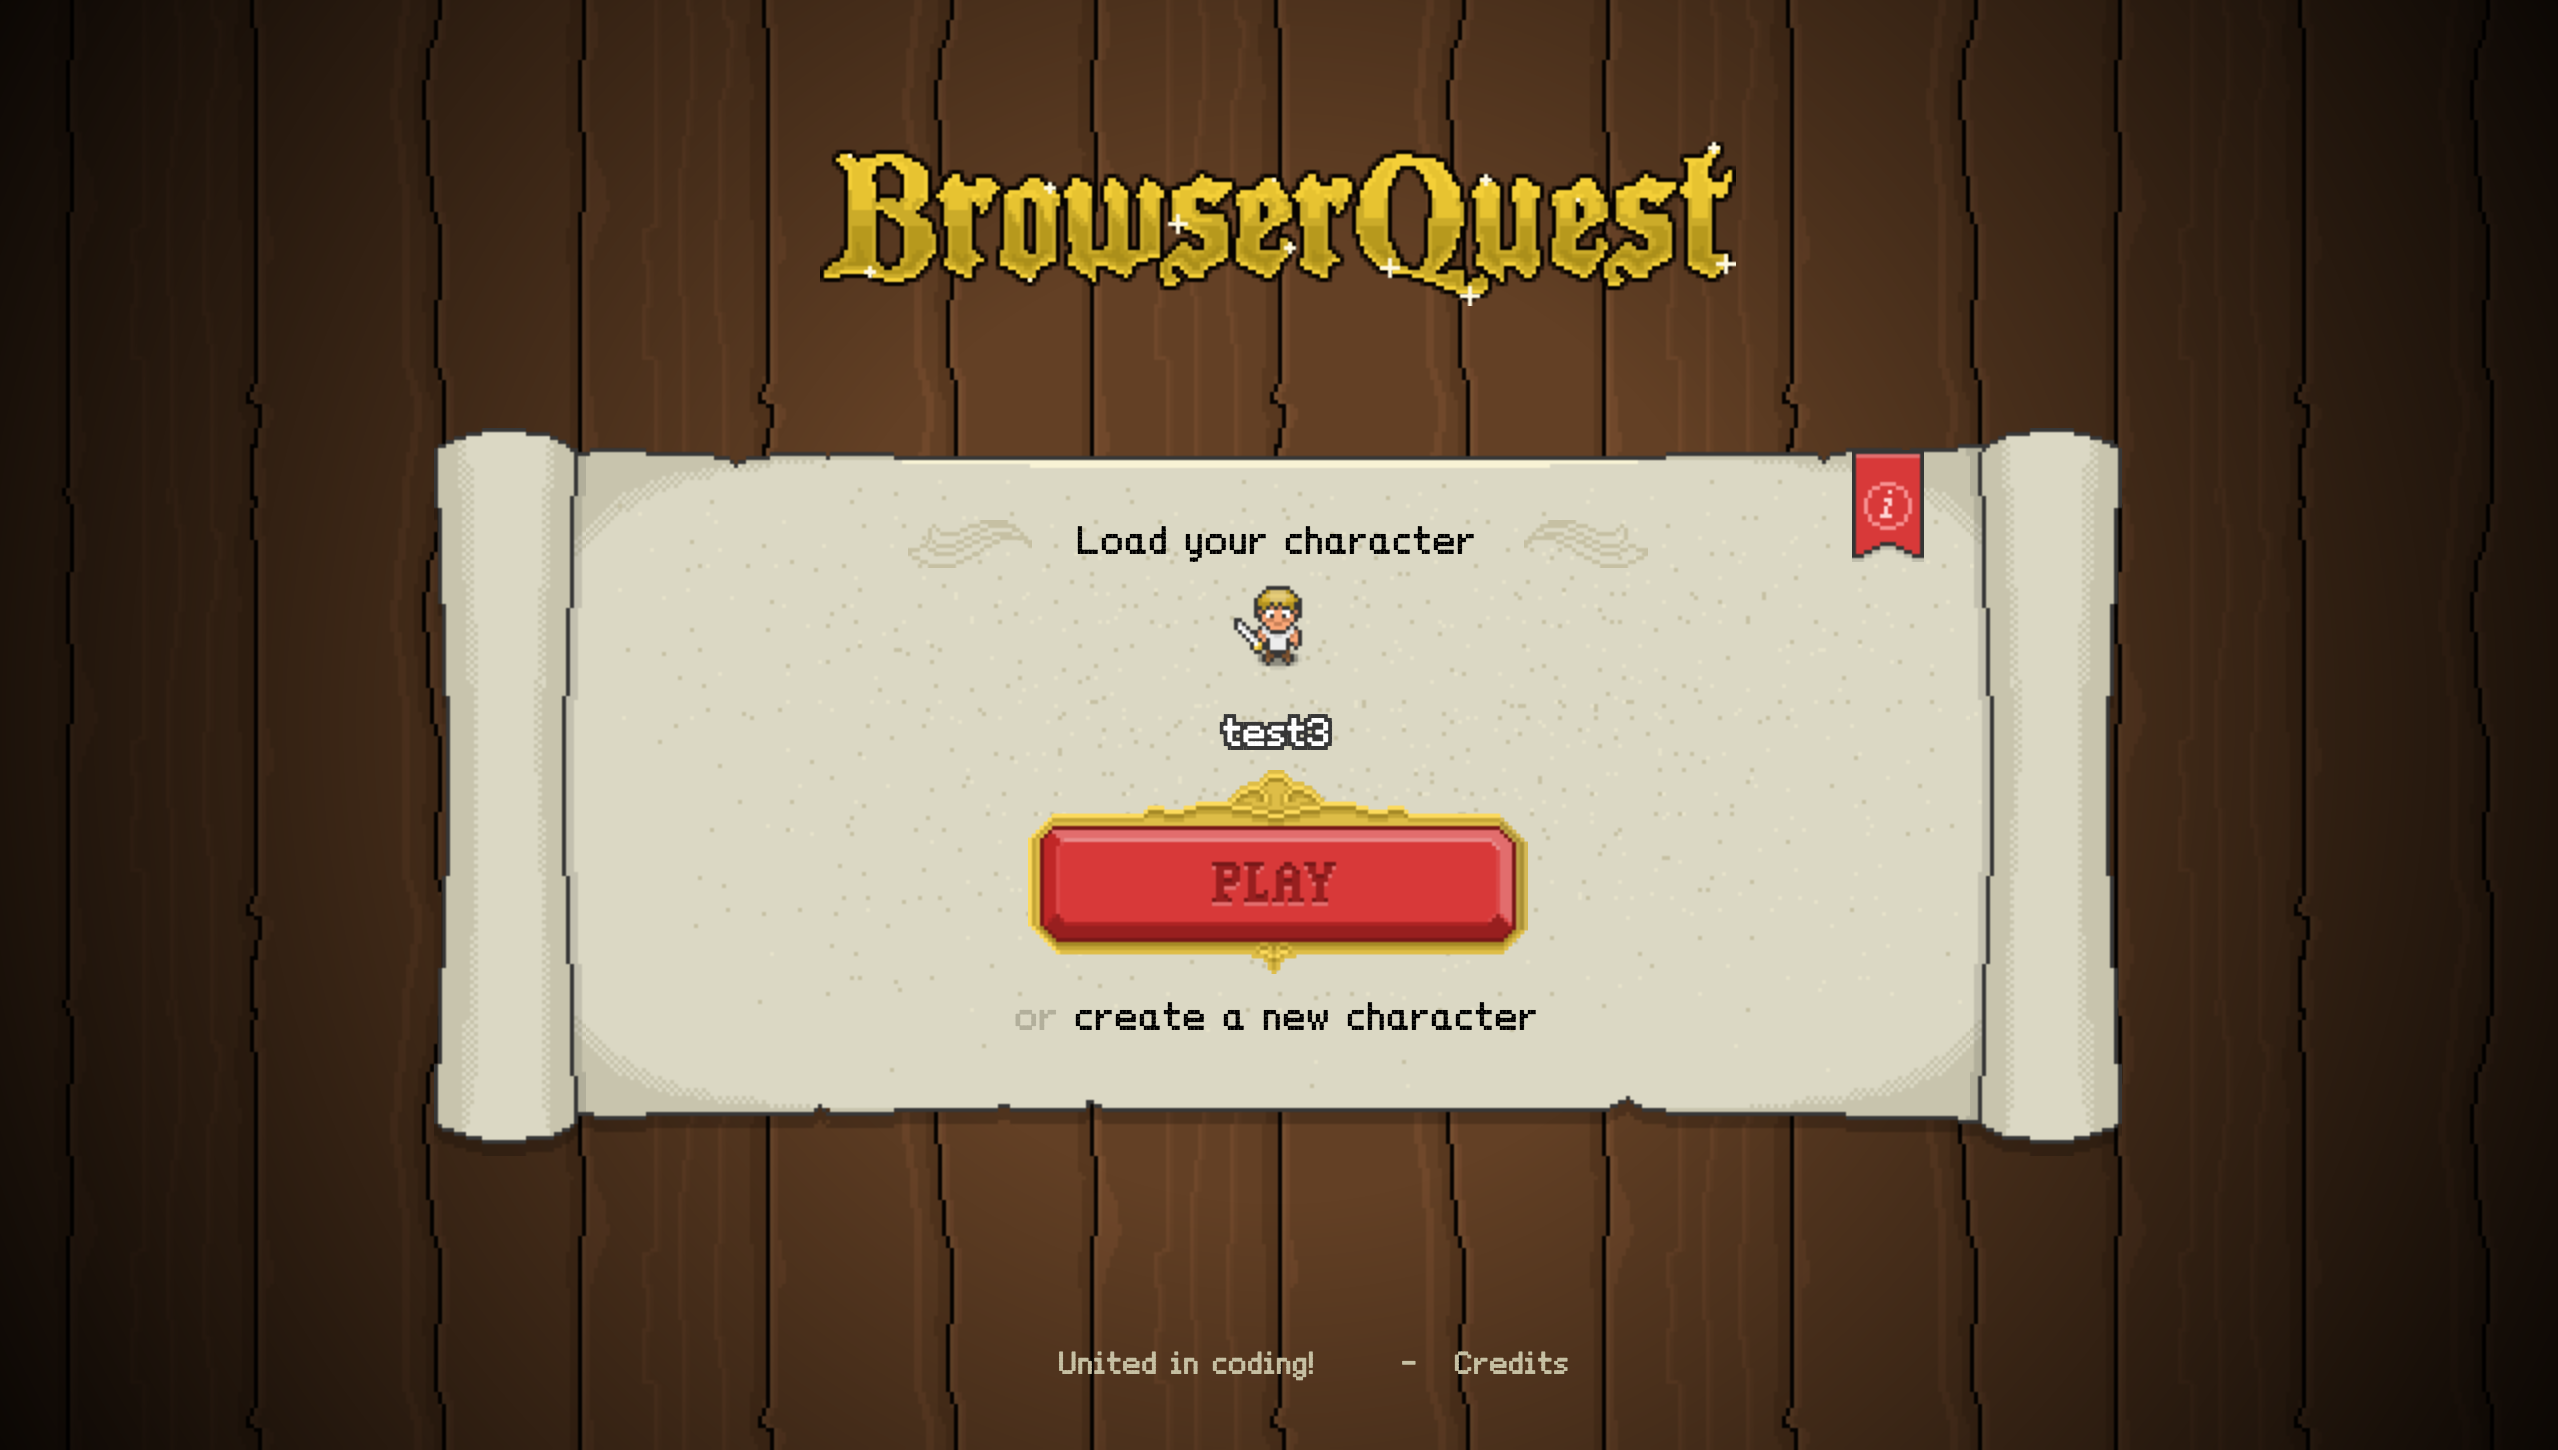 BrowserQuest
i
Load your character
test3
PLAY
or create a new character
United in coding! - Credits